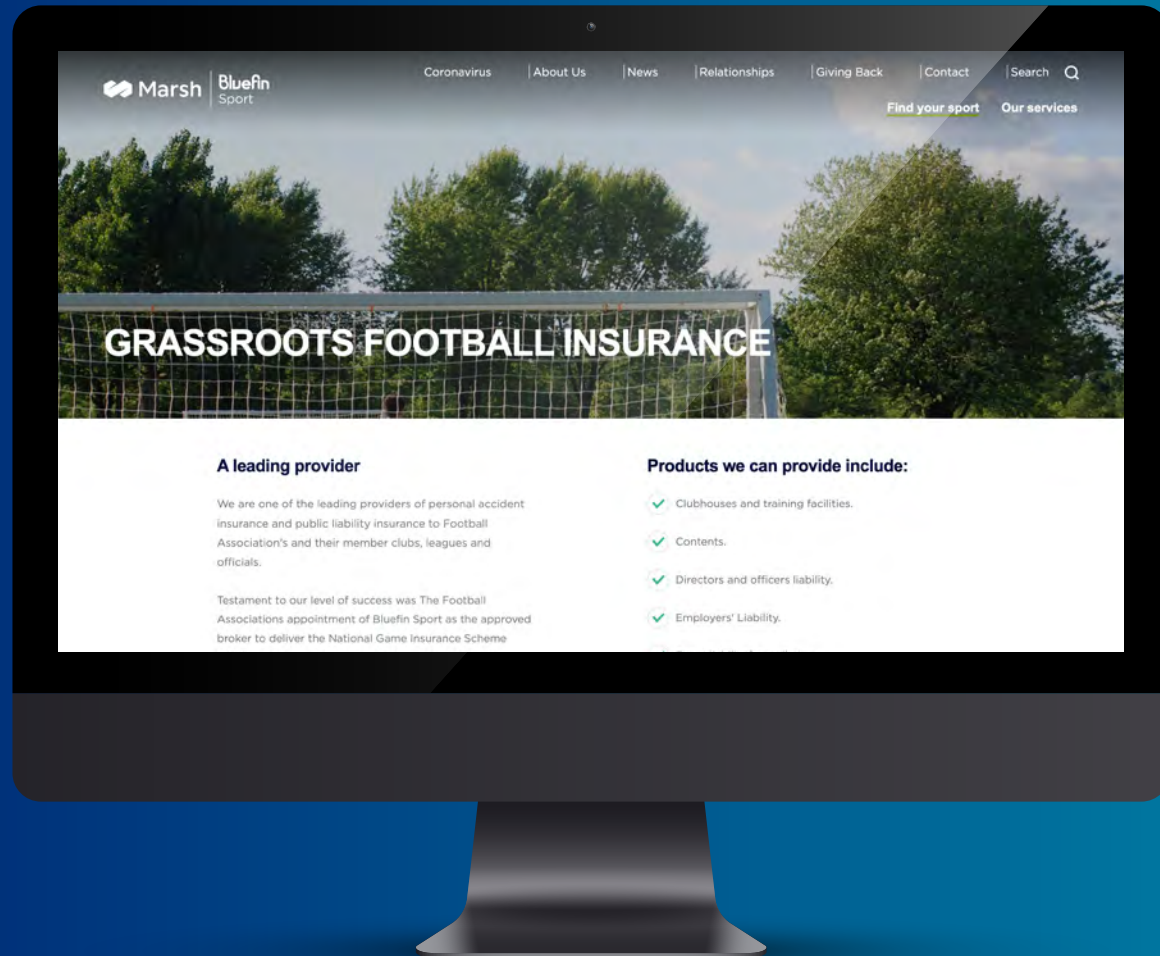 Marsh
Bluefin
Sport
Coronavirus
About Us
News
Relationships
Giving Back
Contact
Search
Find your sport
Our services
GRASSROOTS FOOTBALL INSURANCE
A leading provider
We are one of the leading providers of personal accident
insurance and public liability insurance to Football
Association's and their member clubs, leagues and
officials.
Testament to our level of success was The Football
Associations appointment of Bluefin Sport as the approved
broker to deliver the National Game Insurance Scheme
Products we can provide include:
Clubhouses and training facilities.
Contents.
Directors and officers liability.
Employers' Liability.